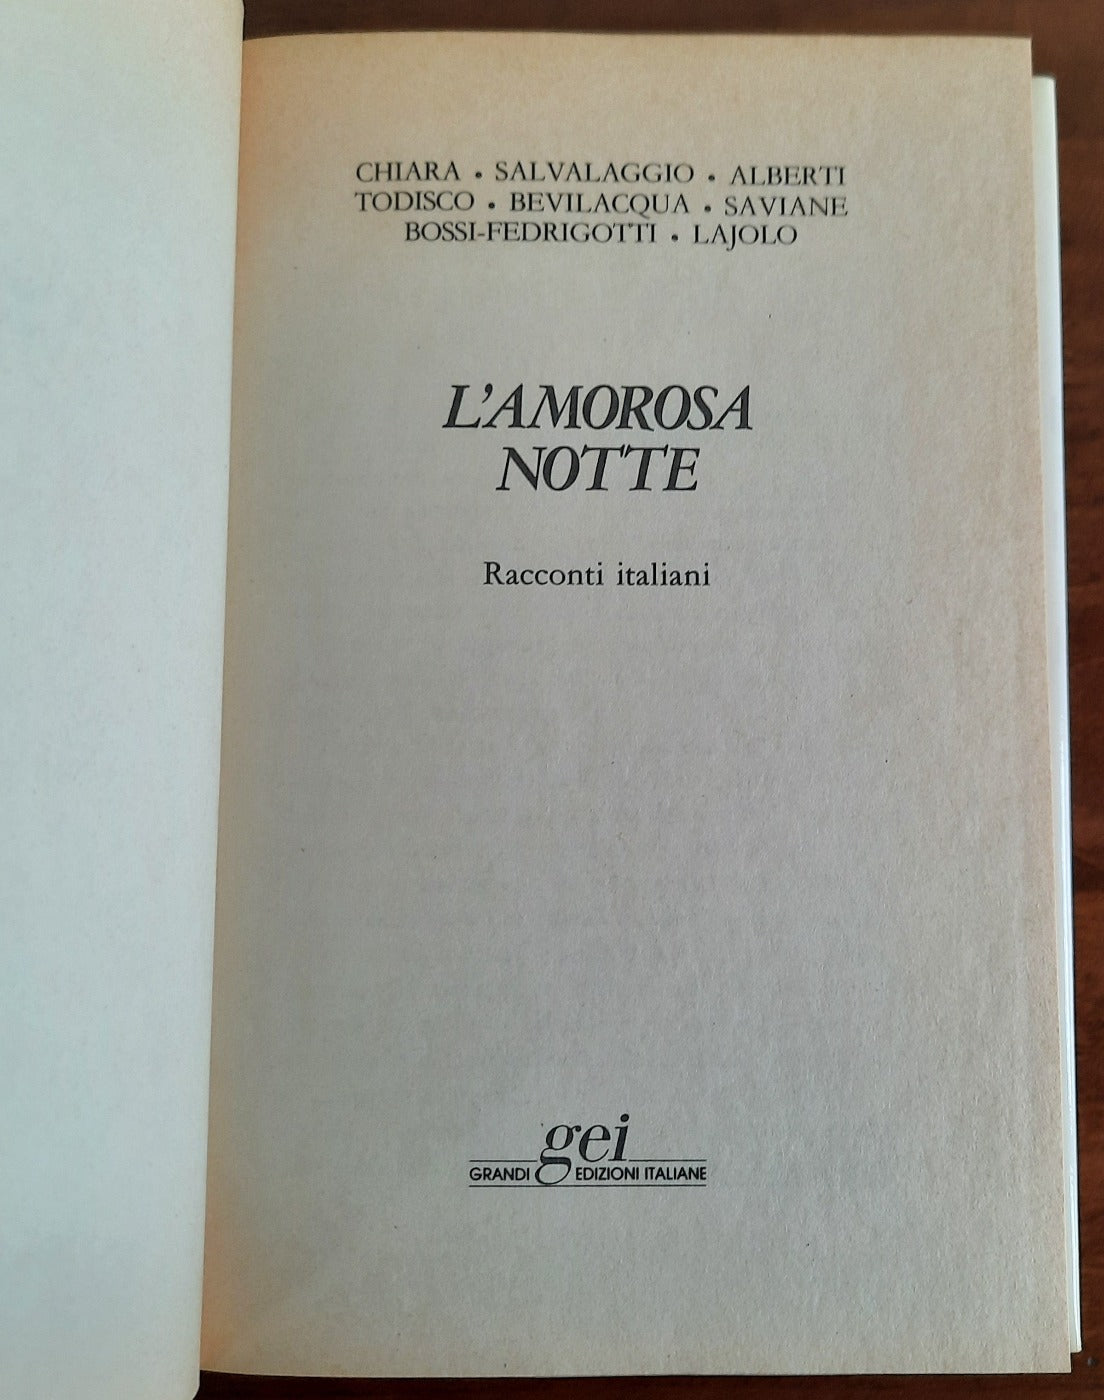 CHIARA • SALVALAGGIO • ALBERTI
TODISCO • BEVILACQUA • SAVIANE
BOSSI-FEDRIGOTTI • LAJOLO
L'AMOROSA
NOTTE
Racconti italiani
gei
GRANDI EDIZIONI ITALIANE